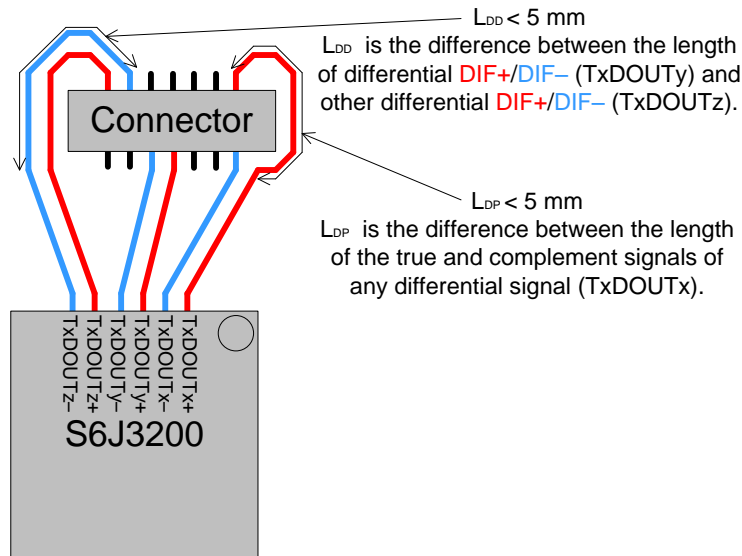 LDD < 5 mm
LDD is the difference between the length
of differential DIF+/DIF– (TxDOUTy) and
other differential DIF+/DIF– (TxDOUTz).
Connector
LDP < 5 mm
LDP is the difference between the length
of the true and complement signals of
any differential signal (TxDOUTx).
TxDOUTz–
TxDOUTz+
TxDOUTy–
TxDOUTy+
TxDOUTx–
TxDOUTx+
S6J3200